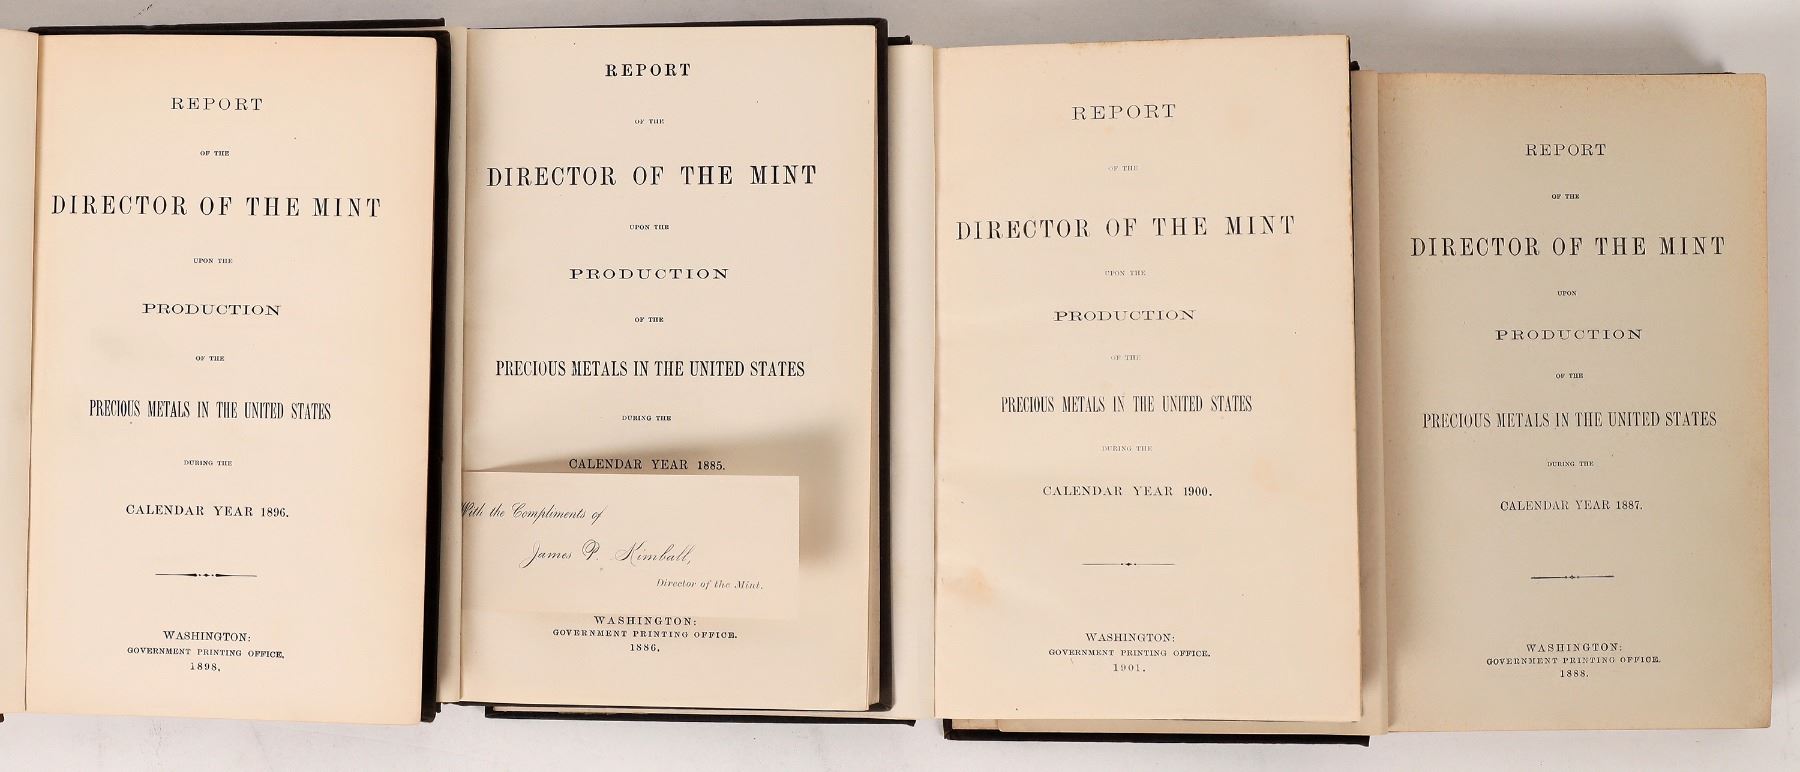 REPORT
OF THE
DIRECTOR OF THE MINT
UPON THE
PRODUCTION
OF THE
PRECIOUS METALS IN THE UNITED STATES
DURING THE
CALENDAR YEAR 1896.
WASHINGTON:
GOVERNMENT PRINTING OFFICE.
1898.
REPORT
OF THE
DIRECTOR OF THE MINT
UPON THE
PRODUCTION
OF THE
PRECIOUS METALS IN THE UNITED STATES
DURING THE
CALENDAR YEAR 1885.
With the Compliments of
James P. Kimball,
Director of the Mint.
WASHINGTON:
GOVERNMENT PRINTING OFFICE.
1886.
REPORT
OF THE
DIRECTOR OF THE MINT
UPON THE
PRODUCTION
OF THE
PRECIOUS METALS IN THE UNITED STATES
DURING THE
CALENDAR YEAR 1900.
WASHINGTON:
GOVERNMENT PRINTING OFFICE.
1901.
REPORT
OF THE
DIRECTOR OF THE MINT
UPON
PRODUCTION
OF THE
PRECIOUS METALS IN THE UNITED STATES
DURING THE
CALENDAR YEAR 1887.
WASHINGTON:
GOVERNMENT PRINTING OFFICE.
1888.